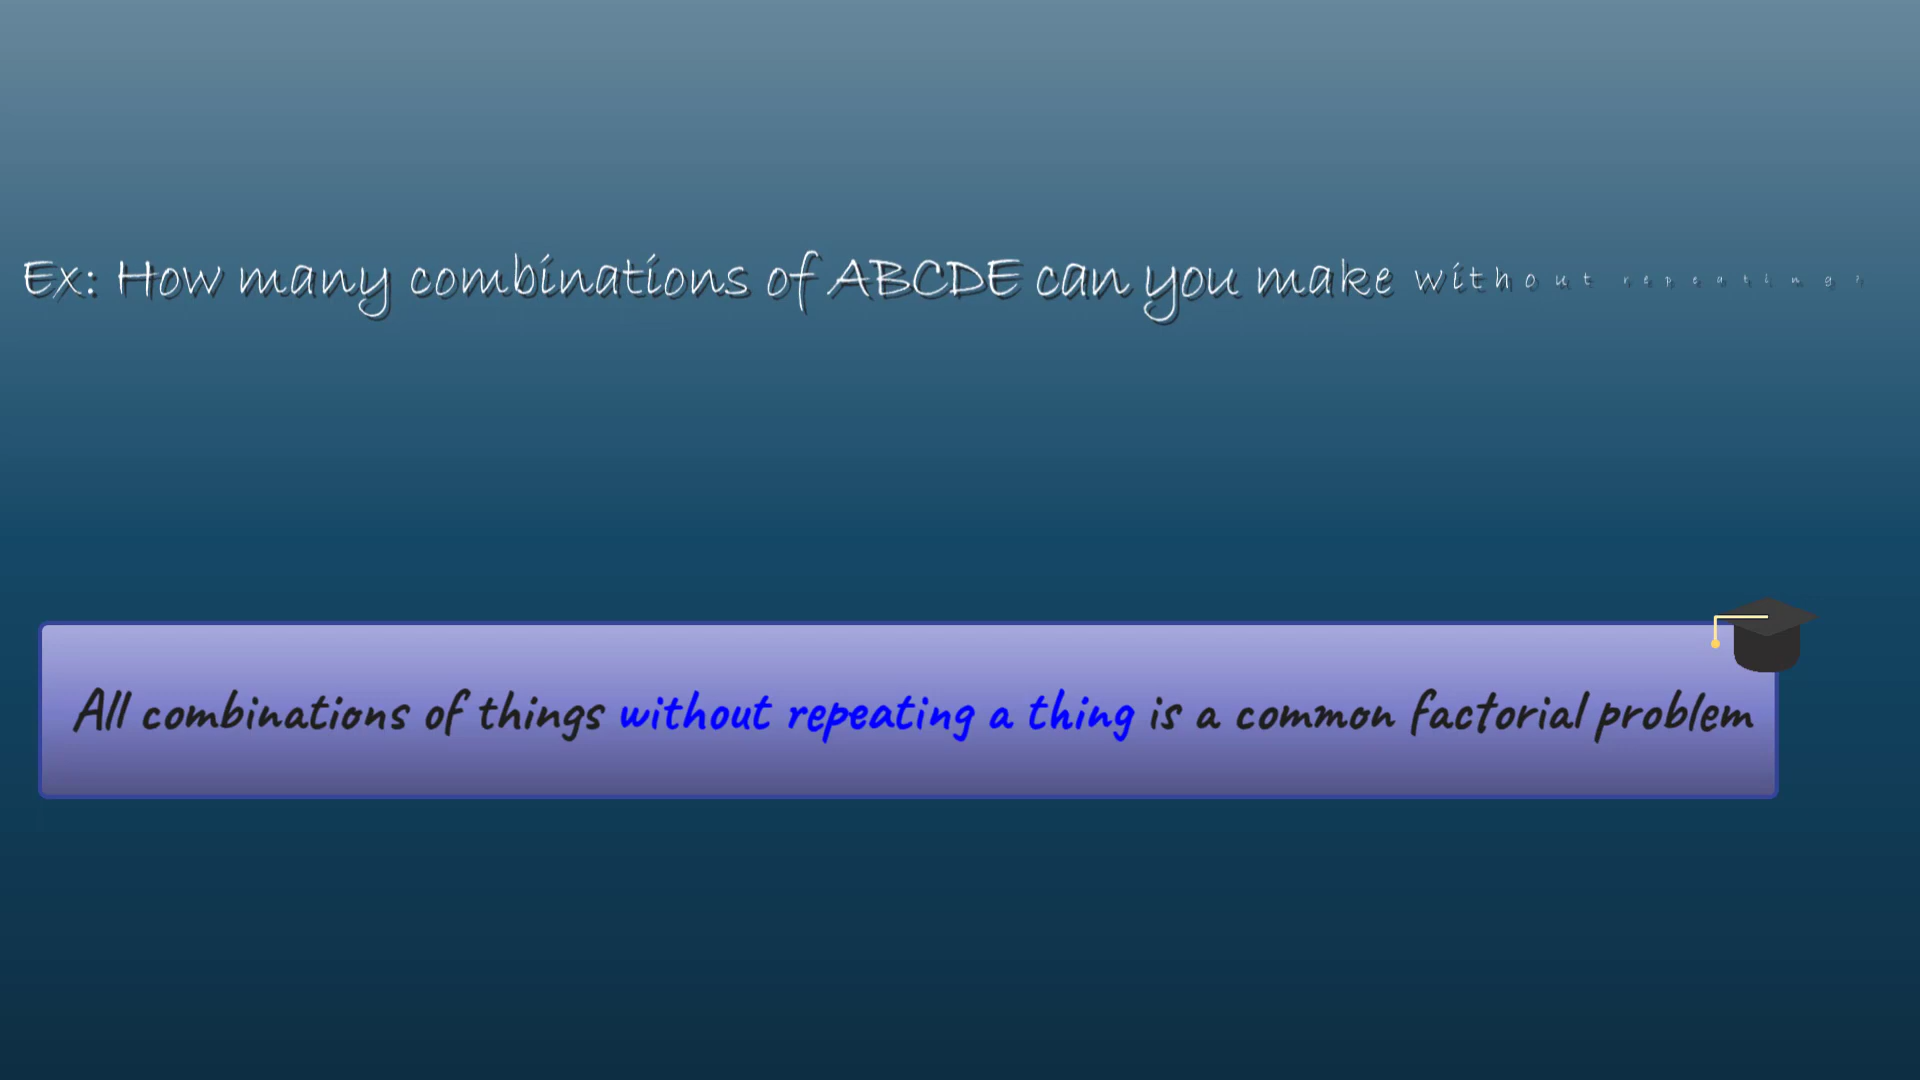 Ex: How many combinations of ABCDE can you make without repeating?
All combinations of things without repeating a thing is a common factorial problem